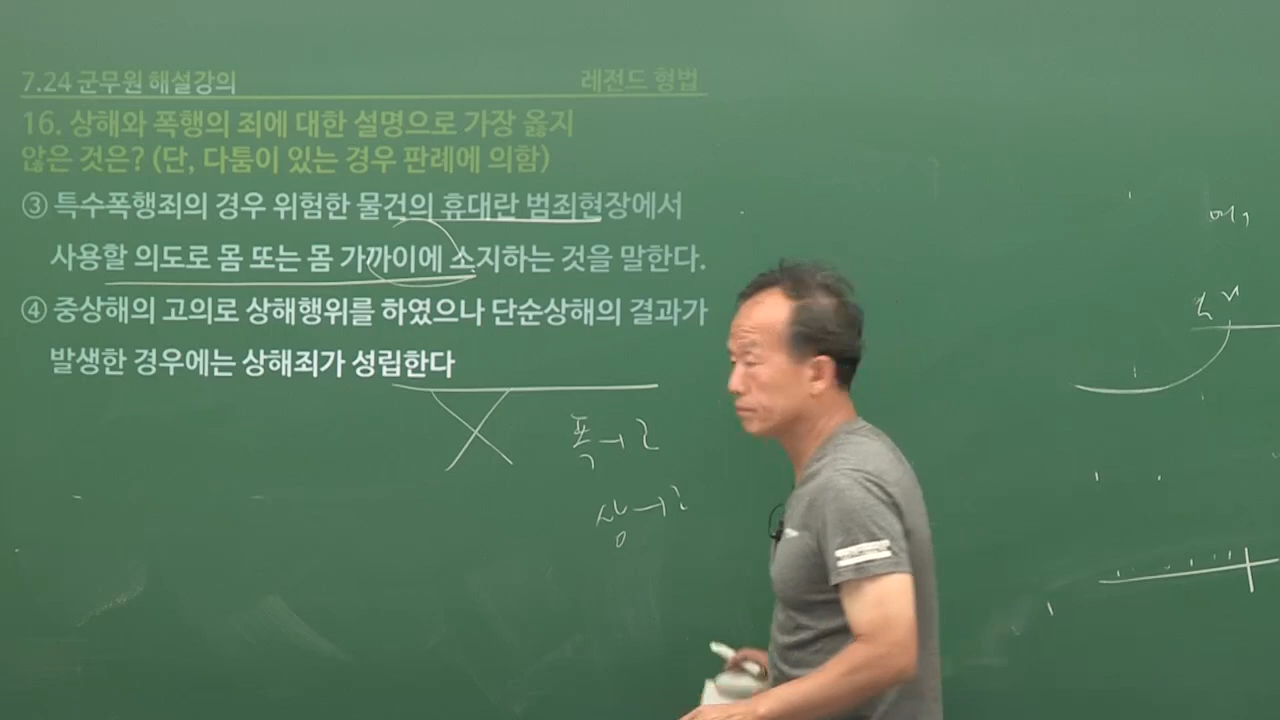 7.24 군무원 해설강의 레전드 형법
16. 상해와 폭행의 죄에 대한 설명으로 가장 옳지
않은 것은? (단, 다툼이 있는 경우 판례에 의함)
③ 특수폭행죄의 경우 위험한 물건의 휴대란 범죄현장에서
사용할 의도로 몸 또는 몸 가까이에 소지하는 것을 말한다.
④ 중상해의 고의로 상해행위를 하였으나 단순상해의 결과가
발생한 경우에는 상해죄가 성립한다
폭
상